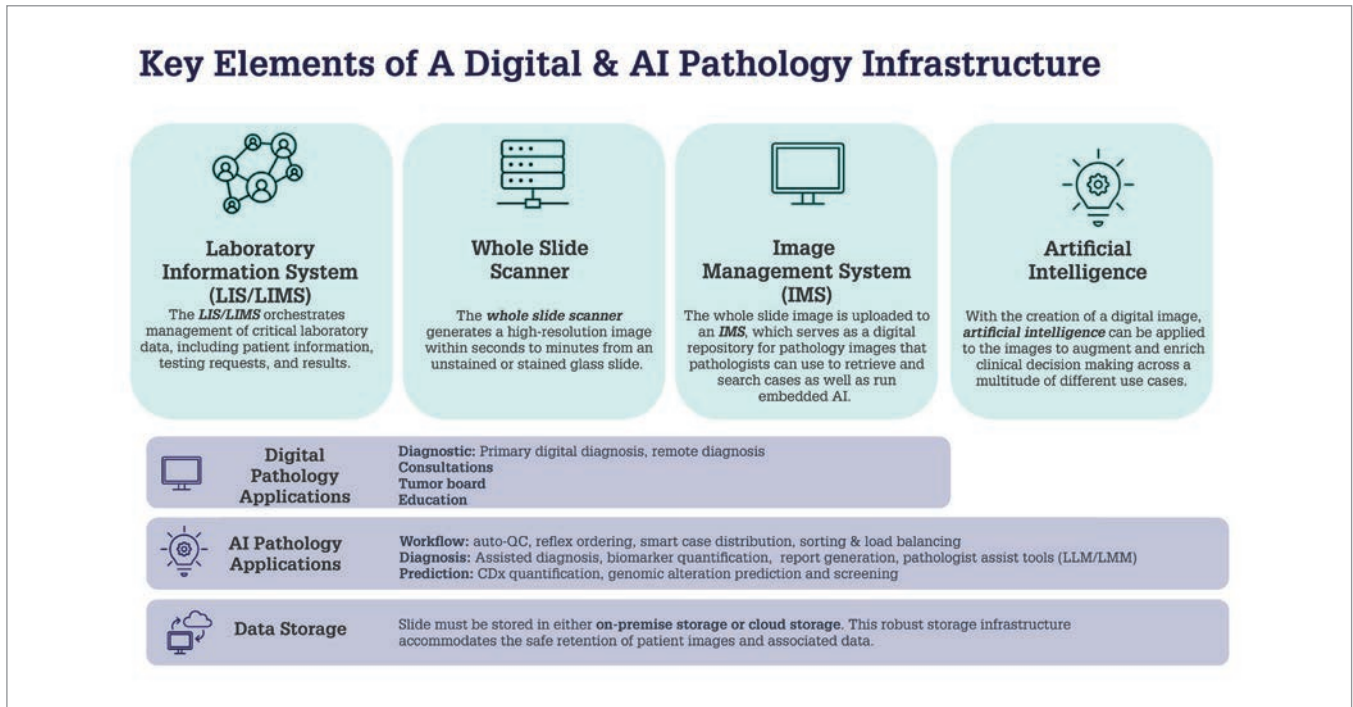 Key Elements of A Digital & AI Pathology Infrastructure
Laboratory
Information System
(LIS/LIMS)
The LIS/LIMS orchestrates
management of critical laboratory
data, including patient information,
testing requests, and results.
Whole Slide
Scanner
The whole slide scanner
generates a high-resolution image
within seconds to minutes from an
unstained or stained glass slide.
Image
Management System
(IMS)
The whole slide image is uploaded to
an IMS, which serves as a digital
repository for pathology images that
pathologists can use to retrieve and
search cases as well as run
embedded AI.
Artificial
Intelligence
With the creation of a digital image,
artificial intelligence can be applied
to the images to augment and enrich
clinical decision making across a
multitude of different use cases.
Digital
Pathology
Applications
Diagnostic: Primary digital diagnosis, remote diagnosis
Consultations
Tumor board
Education
AI Pathology
Applications
Workflow: auto-QC, reflex ordering, smart case distribution, sorting & load balancing
Diagnosis: Assisted diagnosis, biomarker quantification, report generation, pathologist assist tools (LLM/LMM)
Prediction: CDx quantification, genomic alteration prediction and screening
Data Storage
Slide must be stored in either on-premise storage or cloud storage. This robust storage infrastructure
accommodates the safe retention of patient images and associated data.